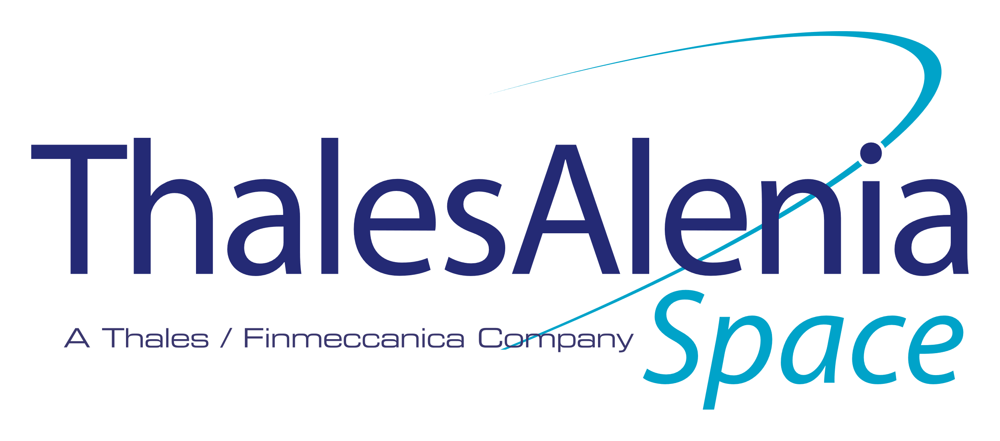 ThalesAlenia
Space
A Thales / Finmeccanica Company